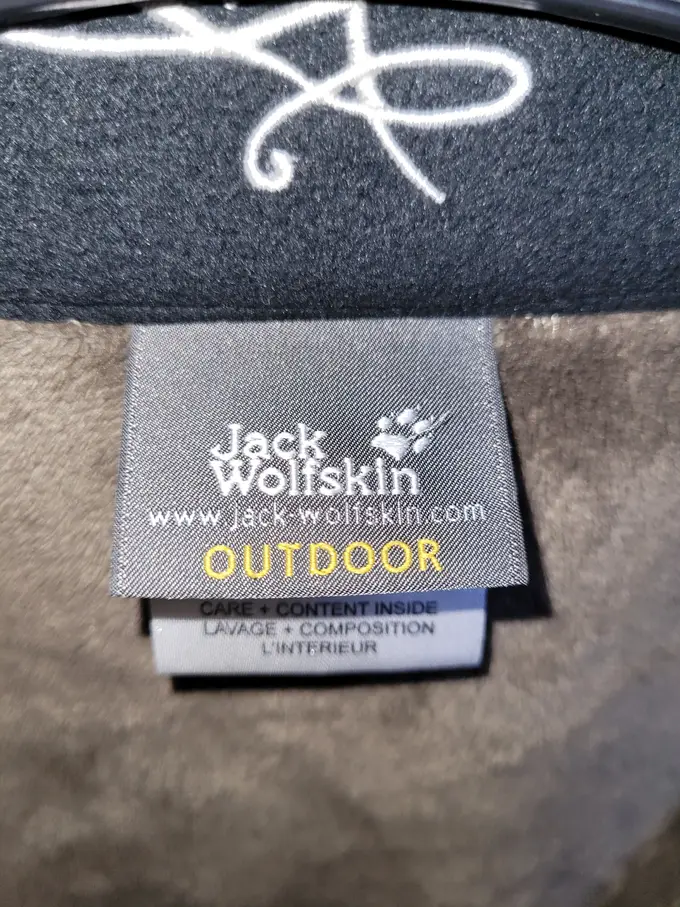 Jack
Wolfskin
www.jack-wolfskin.com
OUTDOOR
CARE + CONTENT INSIDE
LAVAGE + COMPOSITION
L'INTERIEUR